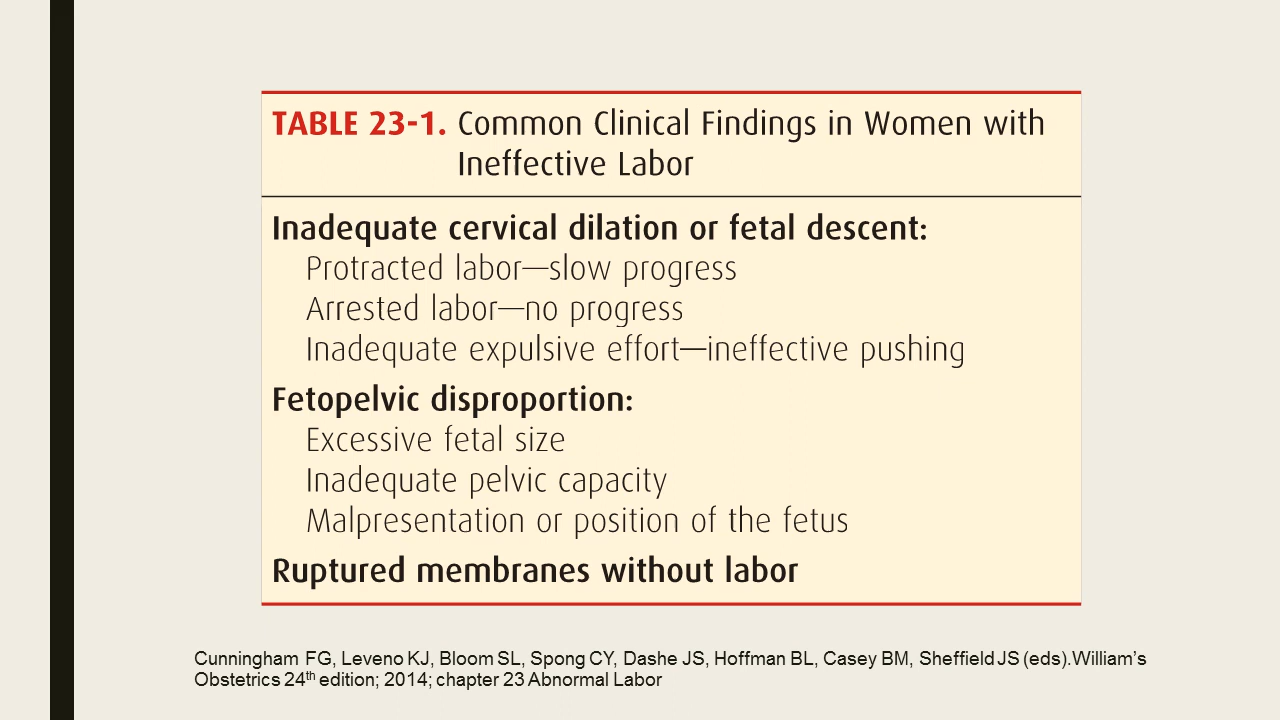 TABLE 23-1. Common Clinical Findings in Women with
Ineffective Labor
Inadequate cervical dilation or fetal descent:
Protracted labor—slow progress
Arrested labor—no progress
Inadequate expulsive effort—ineffective pushing
Fetopelvic disproportion:
Excessive fetal size
Inadequate pelvic capacity
Malpresentation or position of the fetus
Ruptured membranes without labor
Cunningham FG, Leveno KJ, Bloom SL, Spong CY, Dashe JS, Hoffman BL, Casey BM, Sheffield JS (eds).William’s
Obstetrics 24th edition; 2014; chapter 23 Abnormal Labor